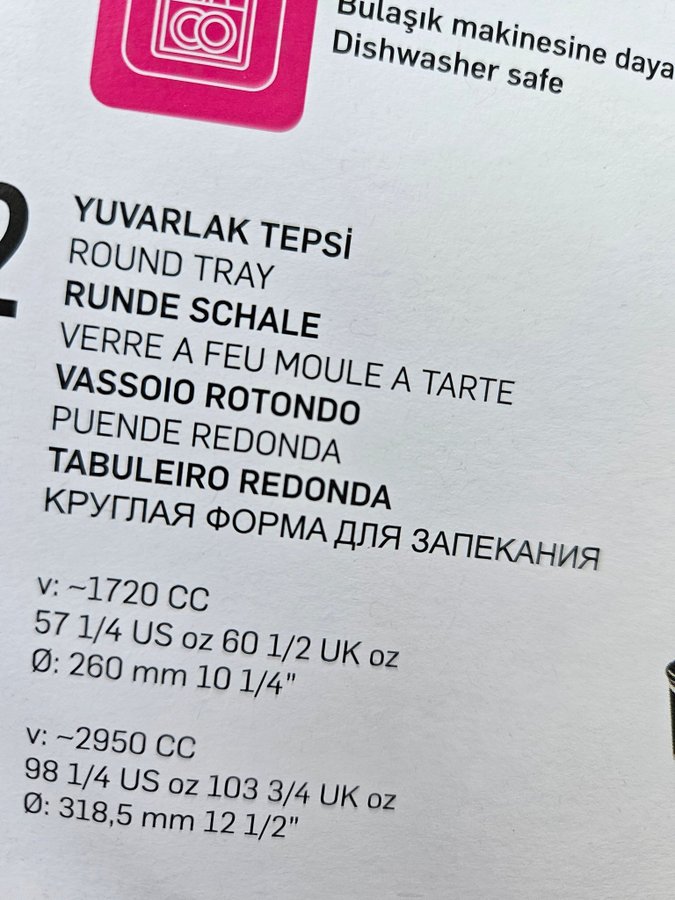 Bulaşık makinesine daya
Dishwasher safe
2
YUVARLAK TEPSİ
ROUND TRAY
RUNDE SCHALE
VERRE A FEU MOULE A TARTE
VASSOIO ROTONDO
PUENDE REDONDA
TABULEIRO REDONDA
КРУГЛАЯ ФОРМА ДЛЯ ЗАПЕКАНИЯ
v: ~1720 CC
57 1/4 US oz 60 1/2 UK oz
Ø: 260 mm 10 1/4"
v: ~2950 CC
98 1/4 US oz 103 3/4 UK oz
Ø: 318,5 mm 12 1/2"